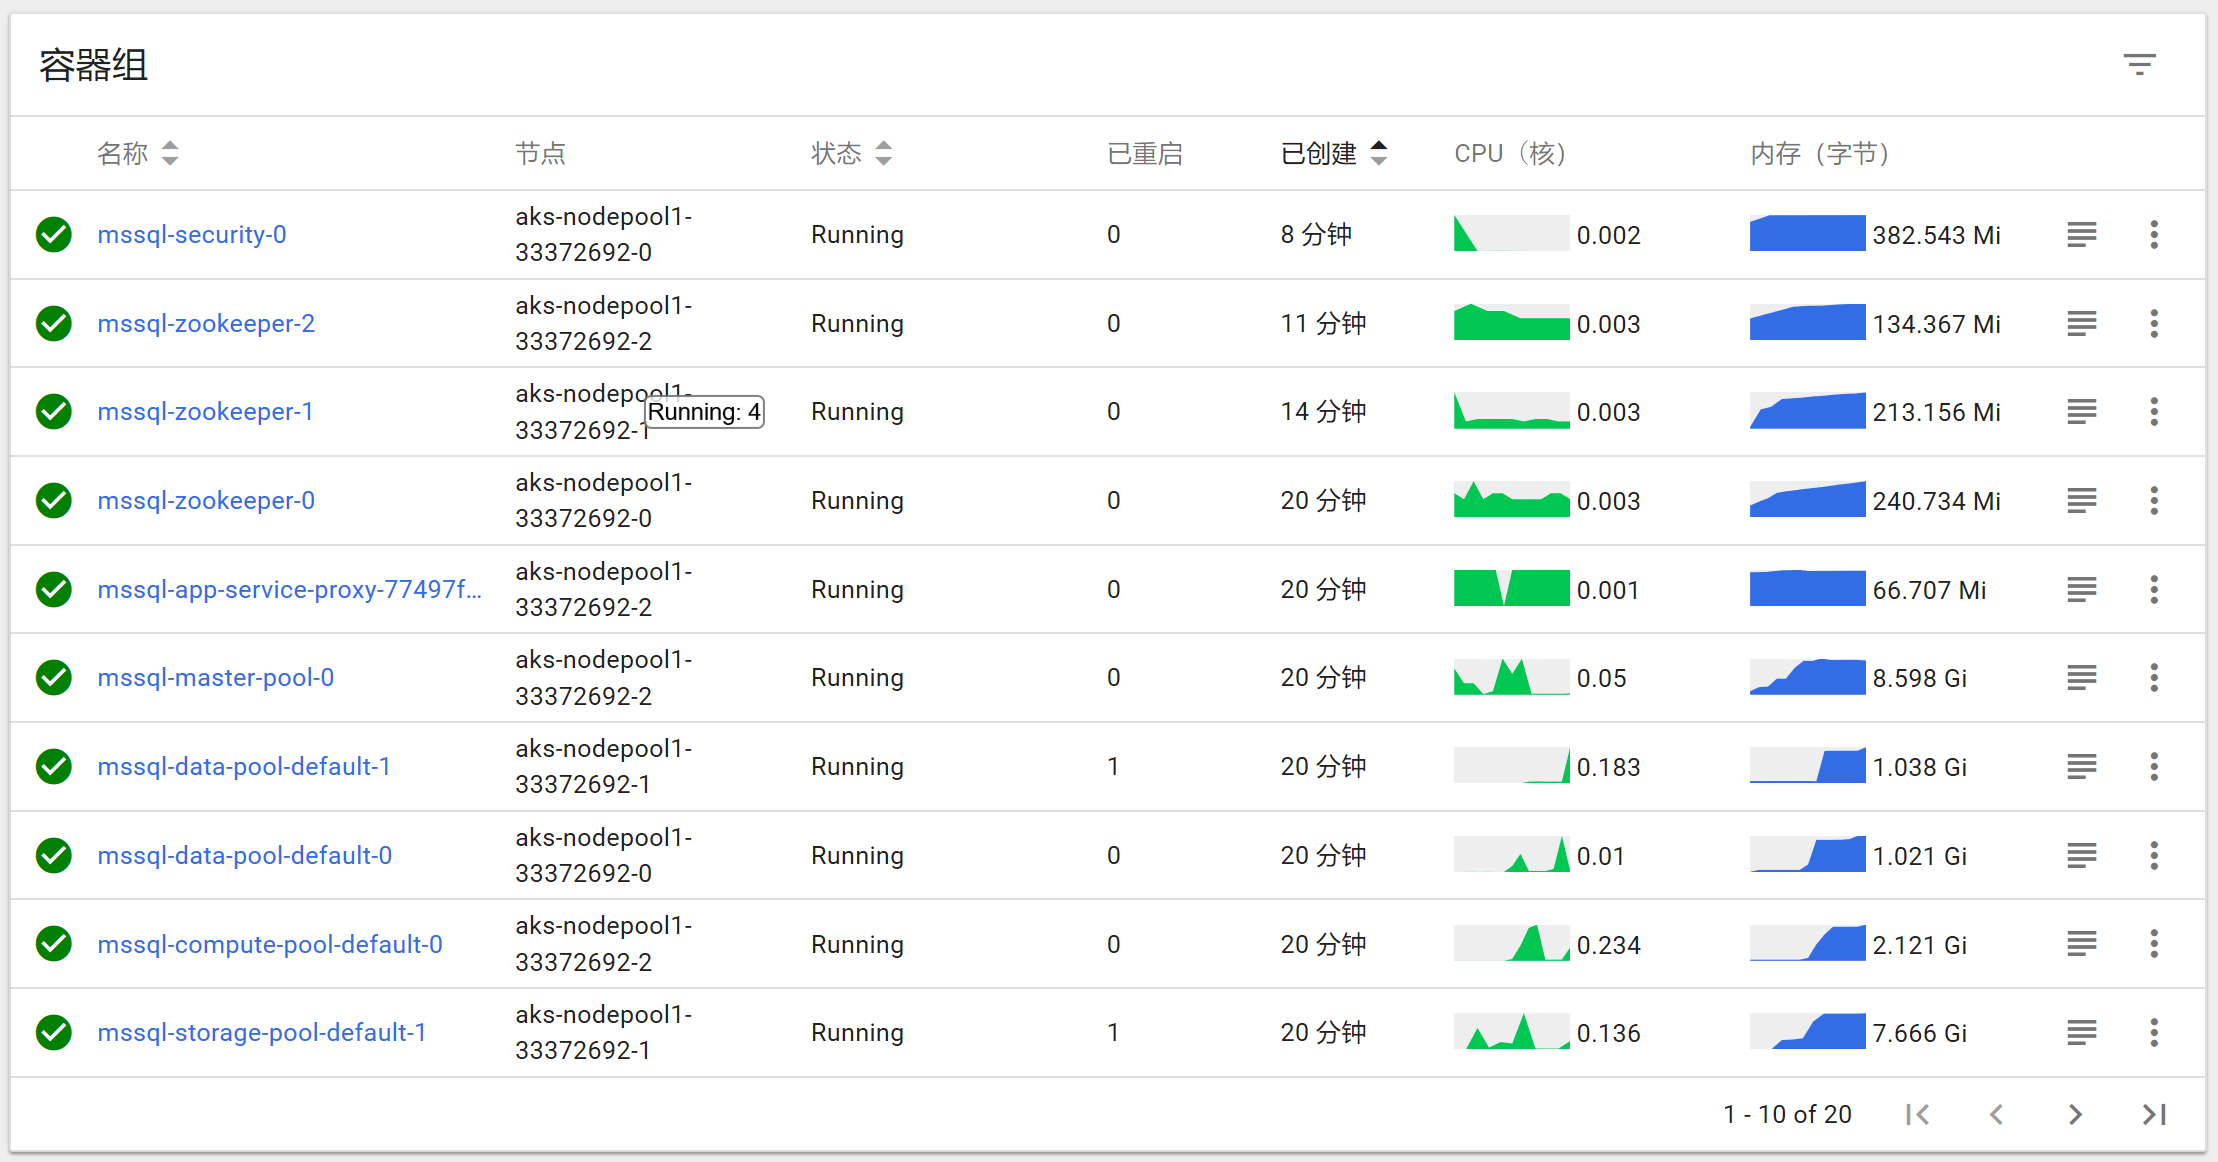 容器组
名称 节点 状态 已重启 已创建 CPU（核） 内存（字节）
mssql-security-0 aks-nodepool1- Running 0 8 分钟 0.002 382.543 Mi
33372692-0
mssql-zookeeper-2 aks-nodepool1- Running 0 11 分钟 0.003 134.367 Mi
33372692-2
mssql-zookeeper-1 aks-nodepool1- Running 0 14 分钟 0.003 213.156 Mi
33372692-1
Running: 4
mssql-zookeeper-0 aks-nodepool1- Running 0 20 分钟 0.003 240.734 Mi
33372692-0
mssql-app-service-proxy-77497f... aks-nodepool1- Running 0 20 分钟 0.001 66.707 Mi
33372692-2
mssql-master-pool-0 aks-nodepool1- Running 0 20 分钟 0.05 8.598 Gi
33372692-2
mssql-data-pool-default-1 aks-nodepool1- Running 1 20 分钟 0.183 1.038 Gi
33372692-1
mssql-data-pool-default-0 aks-nodepool1- Running 0 20 分钟 0.01 1.021 Gi
33372692-0
mssql-compute-pool-default-0 aks-nodepool1- Running 0 20 分钟 0.234 2.121 Gi
33372692-2
mssql-storage-pool-default-1 aks-nodepool1- Running 1 20 分钟 0.136 7.666 Gi
33372692-1
1 - 10 of 20